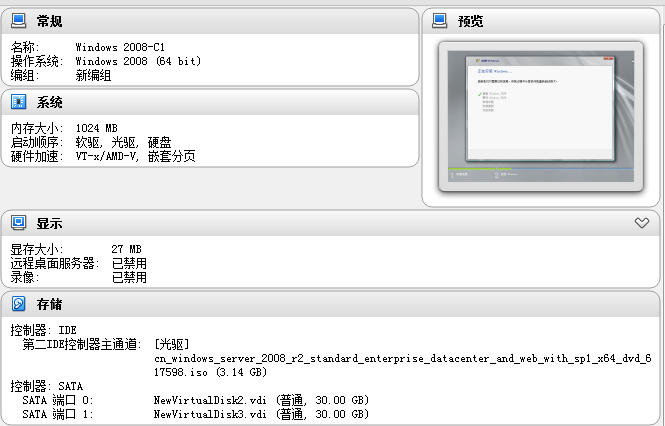 常规
名称: Windows 2008-C1
操作系统: Windows 2008 (64 bit)
编组: 新编组
预览
系统
内存大小: 1024 MB
启动顺序: 软驱, 光驱, 硬盘
硬件加速: VT-x/AMD-V, 嵌套分页
显示
显存大小: 27 MB
远程桌面服务器: 已禁用
录像: 已禁用
存储
控制器: IDE
第二IDE控制器主通道: [光驱]
cn_windows_server_2008_r2_standard_enterprise_datacenter_and_web_with_sp1_x64_dvd_6
17598.iso (3.14 GB)
控制器: SATA
SATA 端口 0: NewVirtualDisk2.vdi (普通, 30.00 GB)
SATA 端口 1: NewVirtualDisk3.vdi (普通, 30.00 GB)